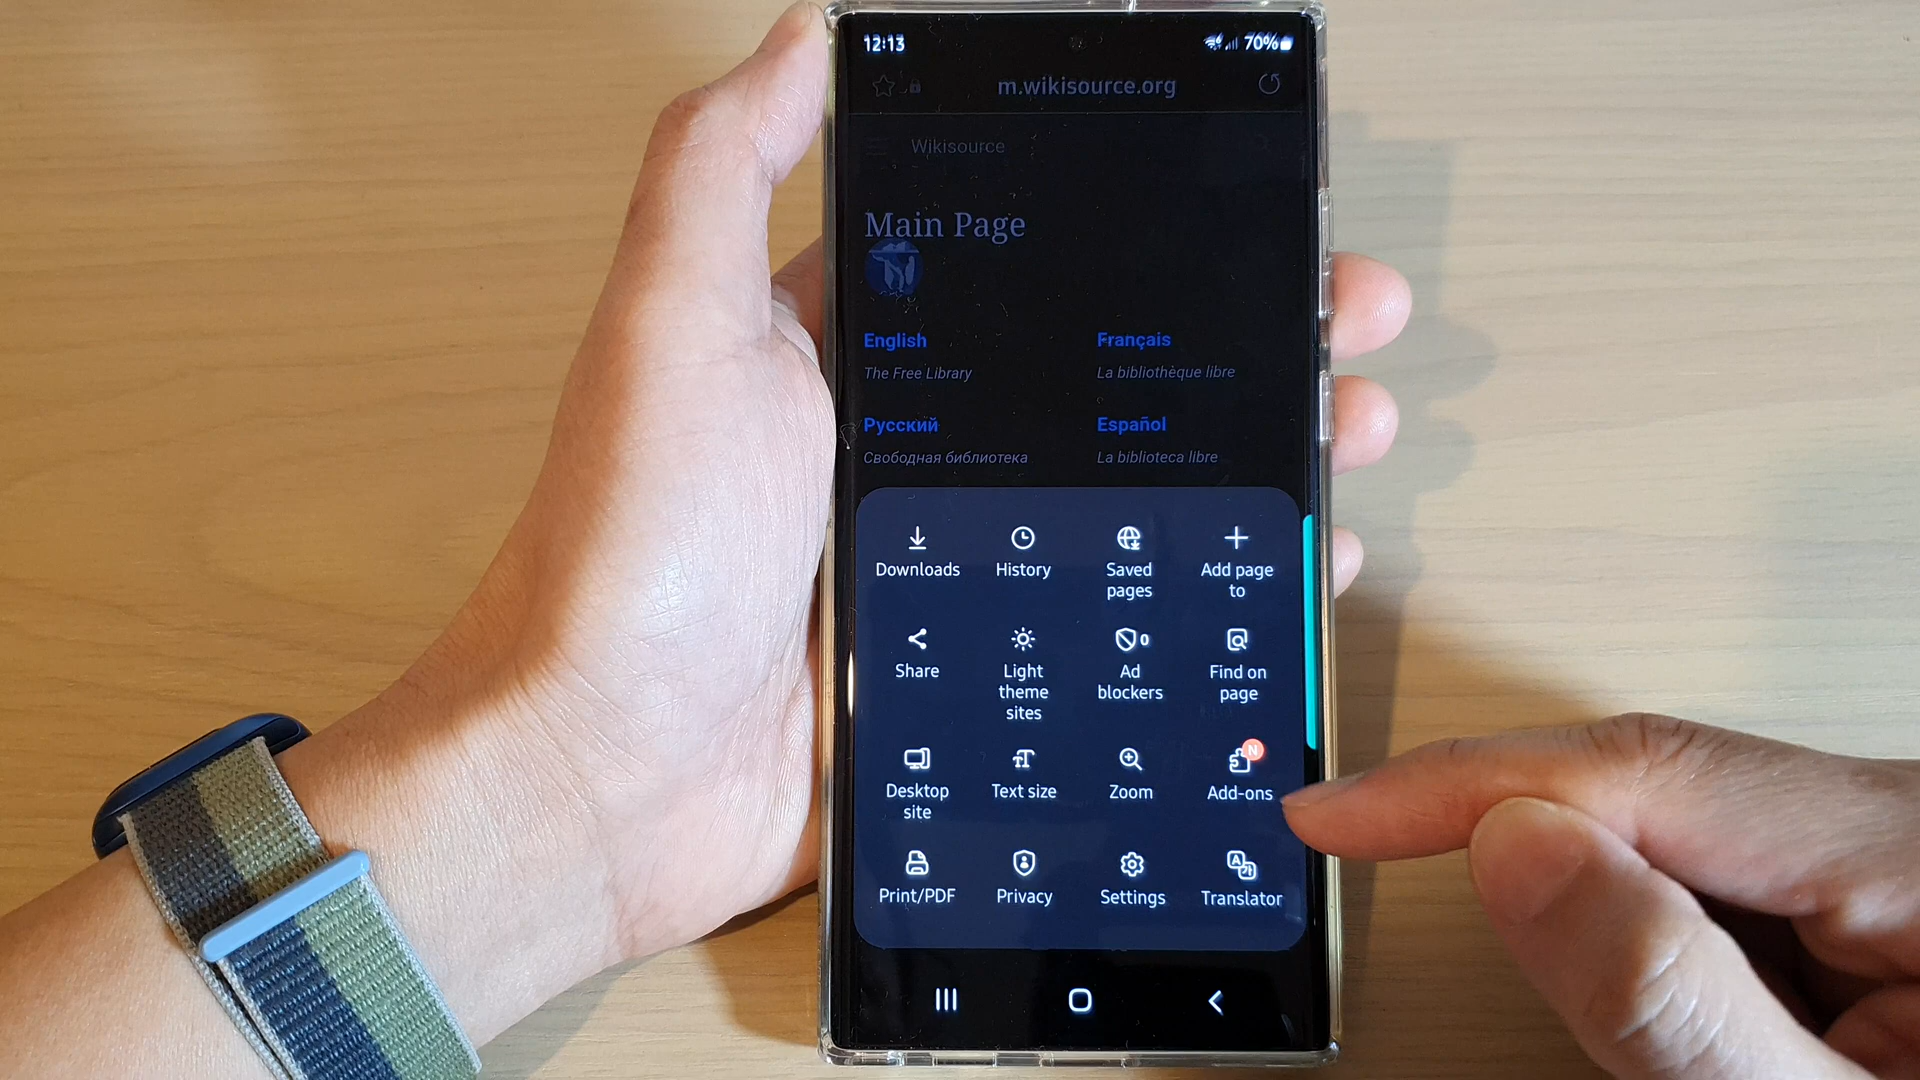 12:13 70%
m.wikisource.org
Wikisource
Main Page
English Français
The Free Library La bibliothèque libre
Русский Español
Свободная библиотека La biblioteca libre
Downloads History Saved pages Add page to
Share Light theme sites Ad blockers 0 Find on page
Desktop site Text size Zoom Add-ons N
Print/PDF Privacy Settings Translator